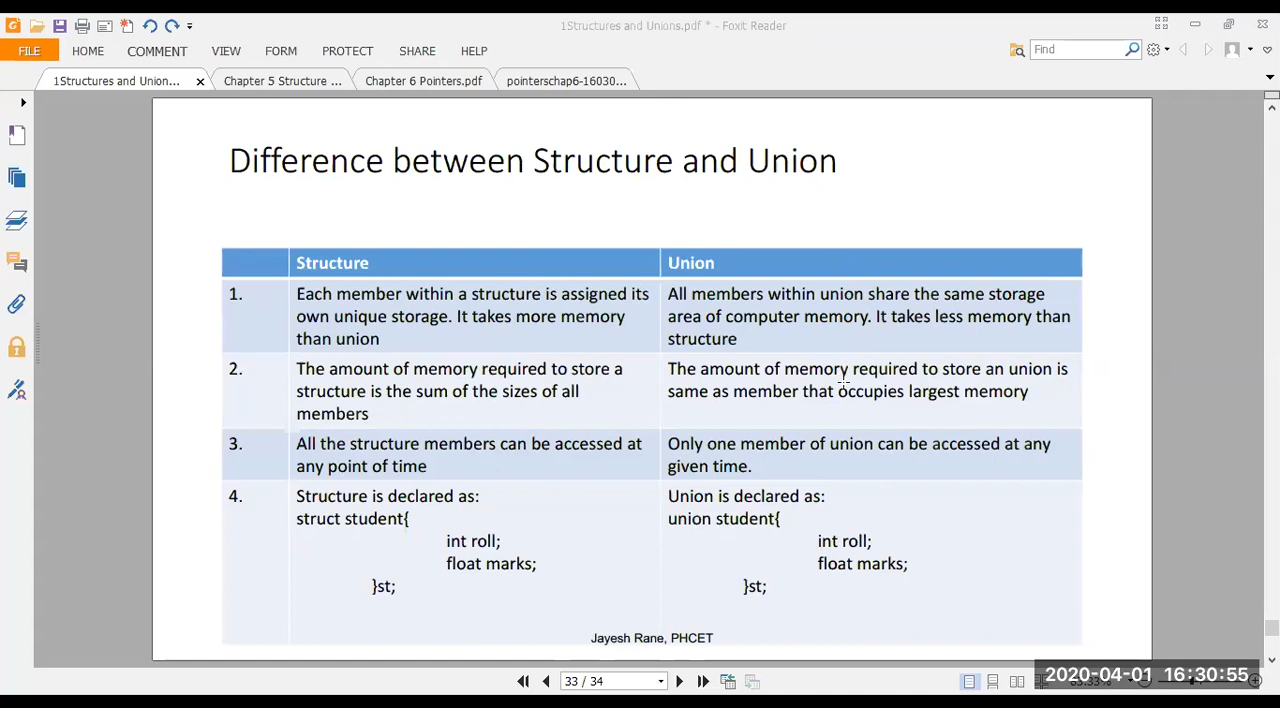 1Structures and Unions.pdf * - Foxit Reader
FILE HOME COMMENT VIEW FORM PROTECT SHARE HELP
Find
1Structures and Union... Chapter 5 Structure ... Chapter 6 Pointers.pdf pointerschap6-16030...
Difference between Structure and Union
Structure Union
1. Each member within a structure is assigned its All members within union share the same storage
own unique storage. It takes more memory area of computer memory. It takes less memory than
than union structure
2. The amount of memory required to store a The amount of memory required to store an union is
structure is the sum of the sizes of all same as member that occupies largest memory
members
3. All the structure members can be accessed at Only one member of union can be accessed at any
any point of time given time.
4. Structure is declared as: Union is declared as:
struct student{ union student{
int roll; int roll;
float marks; float marks;
}st; }st;
Jayesh Rane, PHCET
33 / 34
2020-04-01 16:30:55